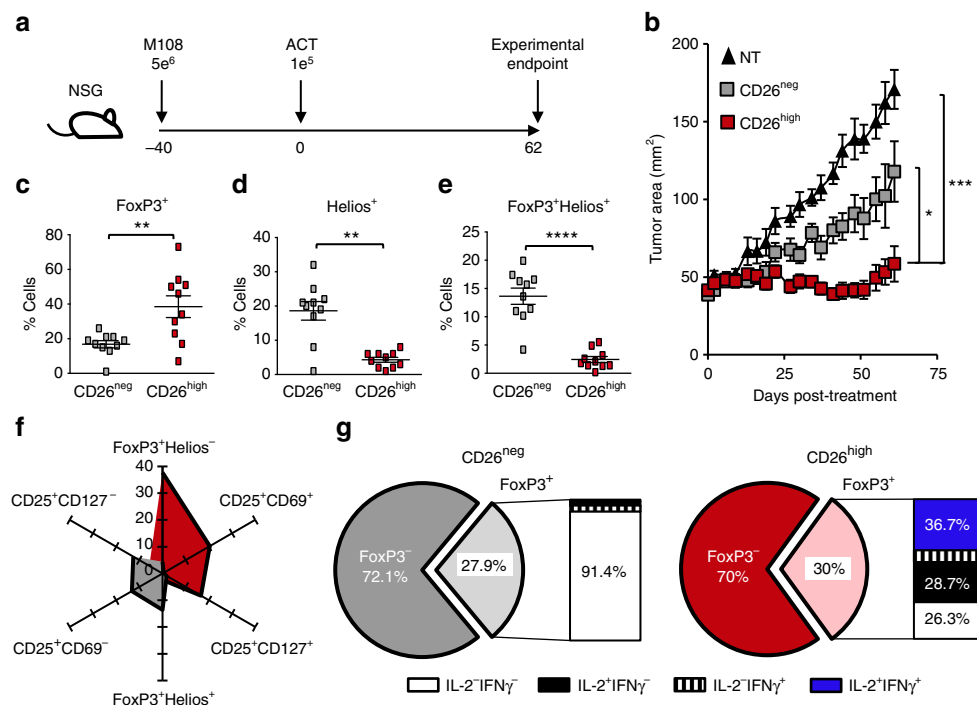 a
NSG
M108
5e⁶
ACT
1e⁵
Experimental
endpoint
−40
0
62
b
Tumor area (mm²)
200
150
100
50
0
0
25
50
75
Days post-treatment
NT
CD26ⁿᵉᵍ
CD26ʰⁱᵍʰ
*
***
c
FoxP3⁺
**
% Cells
80
60
40
20
0
CD26ⁿᵉᵍ
CD26ʰⁱᵍʰ
d
Helios⁺
**
% Cells
40
30
20
10
0
CD26ⁿᵉᵍ
CD26ʰⁱᵍʰ
e
FoxP3⁺Helios⁺
****
% Cells
25
20
15
10
5
0
CD26ⁿᵉᵍ
CD26ʰⁱᵍʰ
f
FoxP3⁺Helios⁻
40
30
20
10
0
CD25⁺CD127⁻
CD25⁺CD69⁺
CD25⁺CD69⁻
CD25⁺CD127⁺
FoxP3⁺Helios⁺
g
CD26ⁿᵉᵍ
FoxP3⁺
FoxP3⁻
72.1%
27.9%
91.4%
CD26ʰⁱᵍʰ
FoxP3⁺
FoxP3⁻
70%
30%
36.7%
28.7%
26.3%
IL-2⁻IFNγ⁻
IL-2⁺IFNγ⁻
IL-2⁻IFNγ⁺
IL-2⁺IFNγ⁺